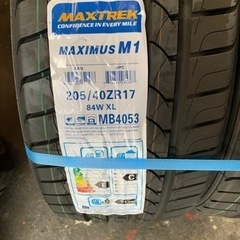 MAXTREK
CONFIDENCE IN EVERY MILE
MAXIMUS M1
205/40ZR17
84W XL
MB4053
C